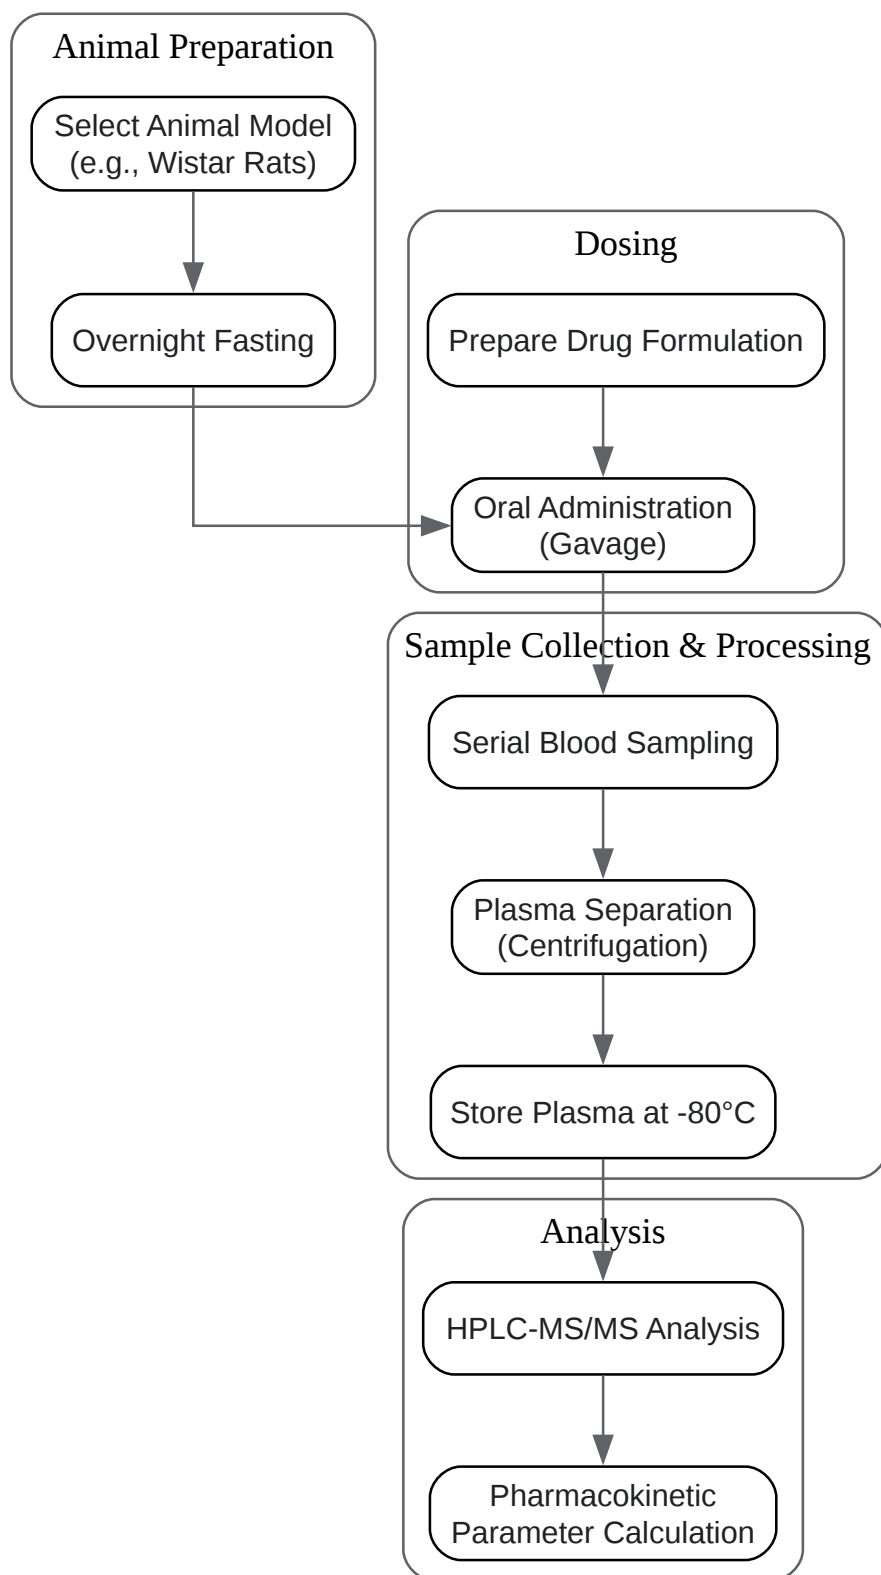 Animal Preparation
Select Animal Model
(e.g., Wistar Rats)
Overnight Fasting
Dosing
Prepare Drug Formulation
Oral Administration
(Gavage)
Sample Collection & Processing
Serial Blood Sampling
Plasma Separation
(Centrifugation)
Store Plasma at -80°C
Analysis
HPLC-MS/MS Analysis
Pharmacokinetic
Parameter Calculation